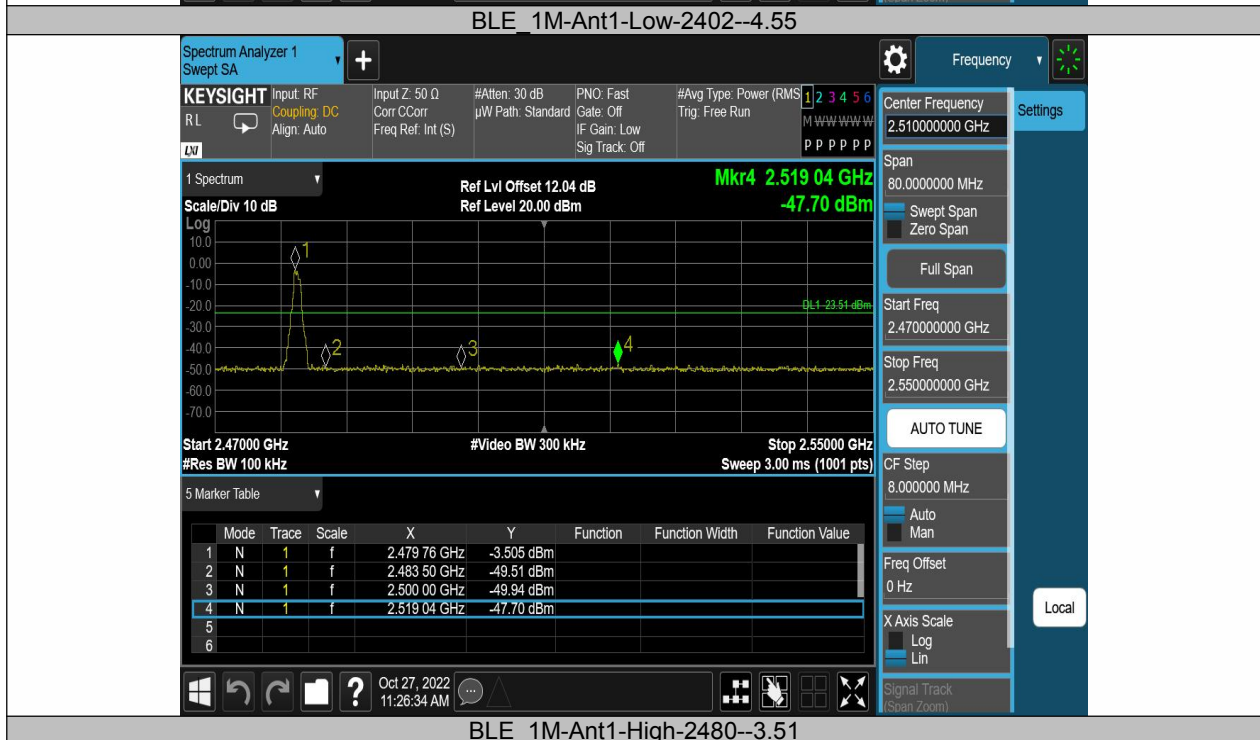 BLE_1M-Ant1-Low-2402--4.55
Spectrum Analyzer 1
Swept SA
+
Frequency
KEYSIGHT
RL
LXI
Input: RF
Coupling: DC
Align: Auto
Input Z: 50 Ω
Corr CCorr
Freq Ref: Int (S)
#Atten: 30 dB
µW Path: Standard
PNO: Fast
Gate: Off
IF Gain: Low
Sig Track: Off
#Avg Type: Power (RMS
Trig: Free Run
1 2 3 4 5 6
M W W W W W
P P P P P P
1 Spectrum
Scale/Div 10 dB
Ref Lvl Offset 12.04 dB
Ref Level 20.00 dBm
Mkr4 2.519 04 GHz
-47.70 dBm
Log
10.0
0.00
-10.0
-20.0
-30.0
-40.0
-50.0
-60.0
-70.0
1
2
3
4
DL1 -23.51 dBm
Start 2.47000 GHz
#Video BW 300 kHz
Stop 2.55000 GHz
#Res BW 100 kHz
Sweep 3.00 ms (1001 pts)
5 Marker Table
Mode Trace Scale X Y Function Function Width Function Value
1 N 1 f 2.479 76 GHz -3.505 dBm
2 N 1 f 2.483 50 GHz -49.51 dBm
3 N 1 f 2.500 00 GHz -49.94 dBm
4 N 1 f 2.519 04 GHz -47.70 dBm
5
6
Center Frequency
2.510000000 GHz
Settings
Span
80.0000000 MHz
Swept Span
Zero Span
Full Span
Start Freq
2.470000000 GHz
Stop Freq
2.550000000 GHz
AUTO TUNE
CF Step
8.000000 MHz
Auto
Man
Freq Offset
0 Hz
X Axis Scale
Log
Lin
Local
Signal Track
(Span Zoom)
?
Oct 27, 2022
11:26:34 AM
BLE_1M-Ant1-High-2480--3.51